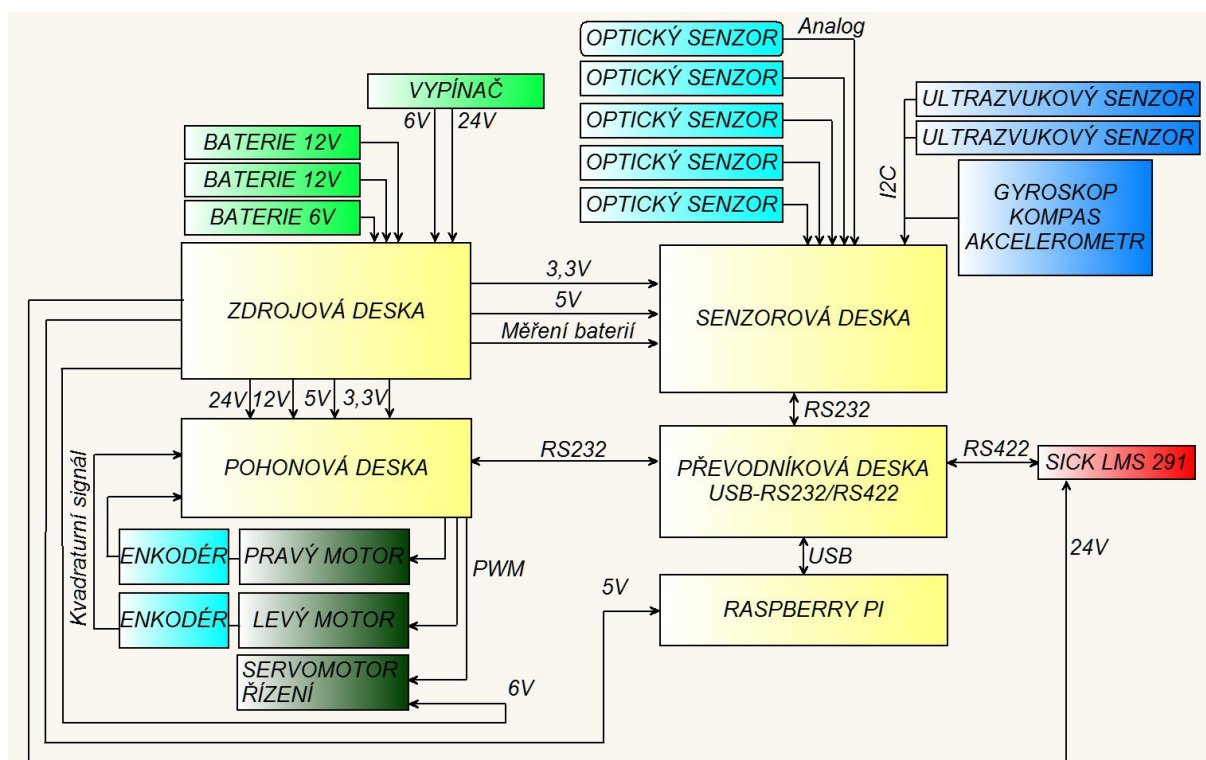 OPTICKÝ SENZOR
Analog
OPTICKÝ SENZOR
OPTICKÝ SENZOR
OPTICKÝ SENZOR
OPTICKÝ SENZOR
VYPÍNAČ
6V
24V
BATERIE 12V
BATERIE 12V
BATERIE 6V
ULTRAZVUKOVÝ SENZOR
ULTRAZVUKOVÝ SENZOR
I2C
GYROSKOP
KOMPAS
AKCELEROMETR
ZDROJOVÁ DESKA
3,3V
5V
Měření baterií
SENZOROVÁ DESKA
24V
12V
5V
3,3V
RS232
POHONOVÁ DESKA
RS232
PŘEVODNÍKOVÁ DESKA
USB-RS232/RS422
RS422
SICK LMS 291
Kvadraturní signál
ENKODÉR
PRAVÝ MOTOR
PWM
USB
24V
ENKODÉR
LEVÝ MOTOR
5V
RASPBERRY PI
SERVOMOTOR
ŘÍZENÍ
6V